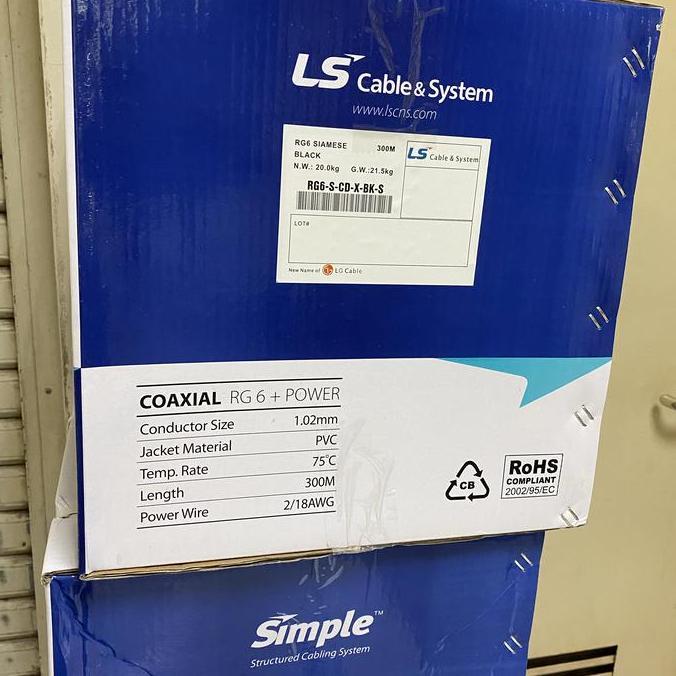 LS Cable & System
www.lscns.com
RG6 SIAMESE 300M
BLACK
N.W.: 20.0kg G.W.:21.5kg
LS Cable & System
RG6-S-CD-X-BK-S
LOT#
New Name of LG LG Cable
COAXIAL RG 6 + POWER
Conductor Size 1.02mm
Jacket Material PVC
Temp. Rate 75℃
Length 300M
Power Wire 2/18AWG
CB
RoHS
COMPLIANT
2002/95/EC
Simple™
Structured Cabling System